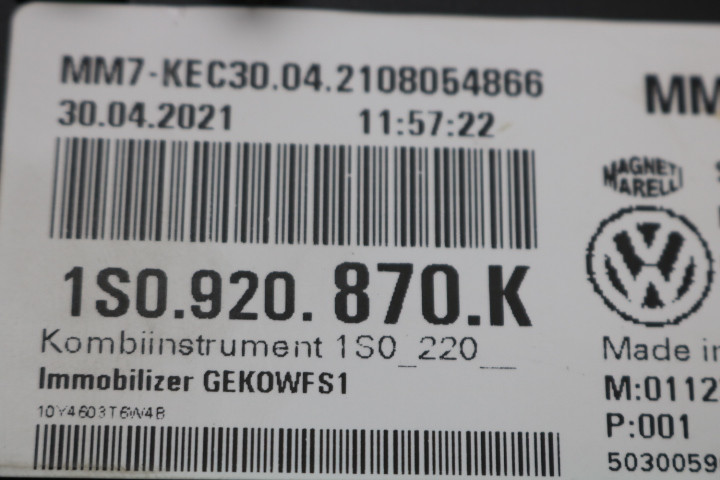 MM7-KEC30.04.2108054866
30.04.2021 11:57:22
MM
MAGNETI
MARELLI
1S0.920.870.K
Kombiinstrument 1S0_220__
Immobilizer GEKOWFS1
10Y4603T6W4B
Made in
M:0112
P:001
5030059